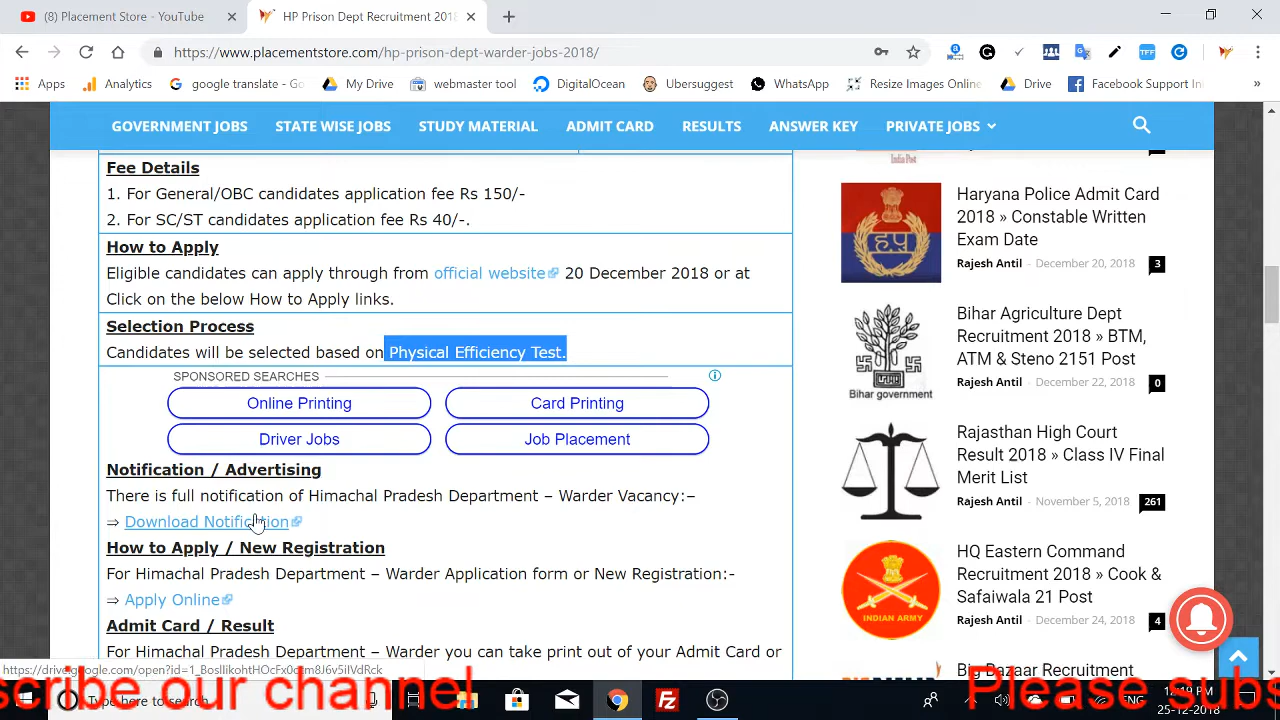 (8) Placement Store - YouTube
HP Prison Dept Recruitment 2018
https://www.placementstore.com/hp-prison-dept-warder-jobs-2018/
Apps
Analytics
google translate - Go
My Drive
webmaster tool
DigitalOcean
Ubersuggest
WhatsApp
Resize Images Online
Drive
Facebook Support In
GOVERNMENT JOBS
STATE WISE JOBS
STUDY MATERIAL
ADMIT CARD
RESULTS
ANSWER KEY
PRIVATE JOBS
Fee Details
1. For General/OBC candidates application fee Rs 150/-
2. For SC/ST candidates application fee Rs 40/-.
How to Apply
Eligible candidates can apply through from official website 20 December 2018 or at
Click on the below How to Apply links.
Selection Process
Candidates will be selected based on Physical Efficiency Test.
SPONSORED SEARCHES
Online Printing
Card Printing
Driver Jobs
Job Placement
Notification / Advertising
There is full notification of Himachal Pradesh Department – Warder Vacancy:–
⇒ Download Notification
How to Apply / New Registration
For Himachal Pradesh Department – Warder Application form or New Registration:-
⇒ Apply Online
Admit Card / Result
For Himachal Pradesh Department – Warder you can take print out of your Admit Card or
India Post
Haryana Police Admit Card
2018 » Constable Written
Exam Date
Rajesh Antil - December 20, 2018 3
Bihar government
Bihar Agriculture Dept
Recruitment 2018 » BTM,
ATM & Steno 2151 Post
Rajesh Antil - December 22, 2018 0
Rajasthan High Court
Result 2018 » Class IV Final
Merit List
Rajesh Antil - November 5, 2018 261
INDIAN ARMY
HQ Eastern Command
Recruitment 2018 » Cook &
Safaiwala 21 Post
Rajesh Antil - December 24, 2018 4
Big Bazaar Recruitment
scribe our channel
Please subs
Type here to search
ENG
PM
25-12-2018